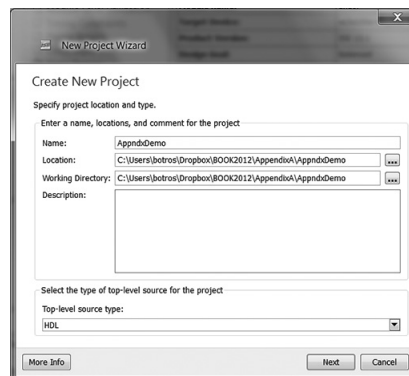 New Project Wizard
Create New Project
Specify project location and type.
Enter a name, locations, and comment for the project
Name: AppndxDemo
Location: C:\Users\botros\Dropbox\BOOK2012\AppendixA\AppndxDemo ...
Working Directory: C:\Users\botros\Dropbox\BOOK2012\AppendixA\AppndxDemo ...
Description:
Select the type of top-level source for the project
Top-level source type:
HDL
More Info Next Cancel